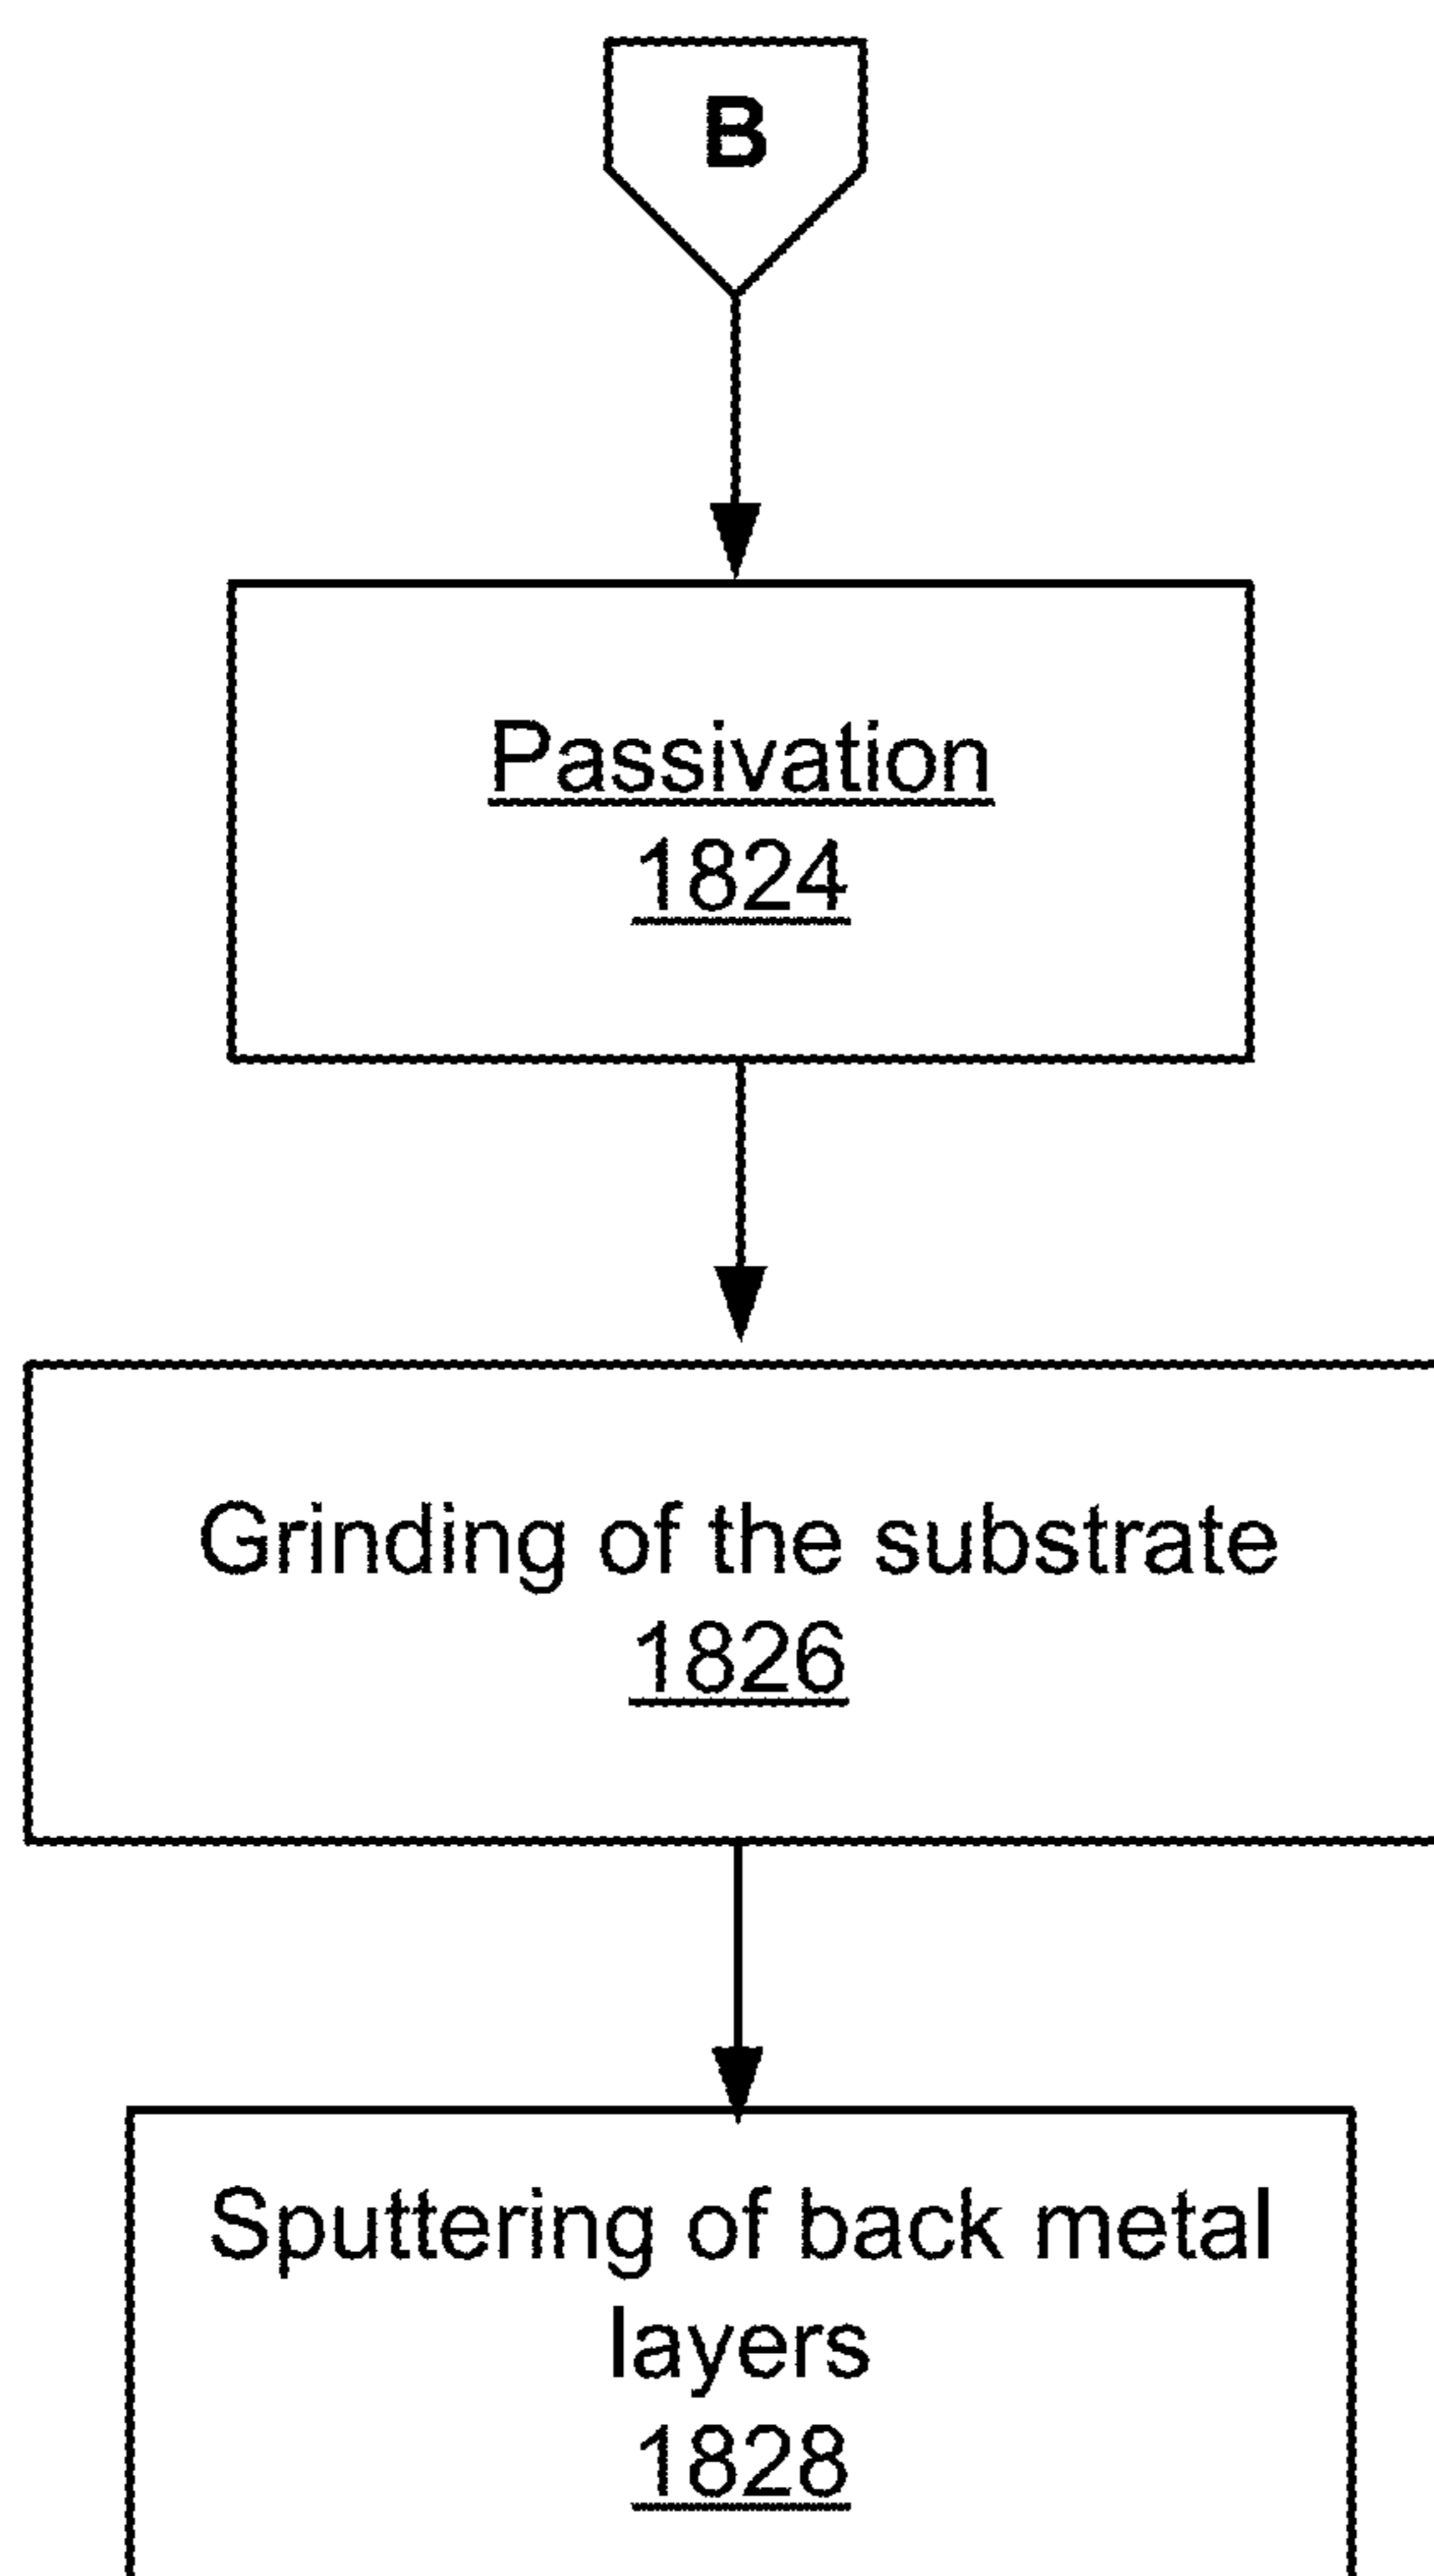 B
Passivation
1824
Grinding of the substrate
1826
Sputtering of back metal
layers
1828